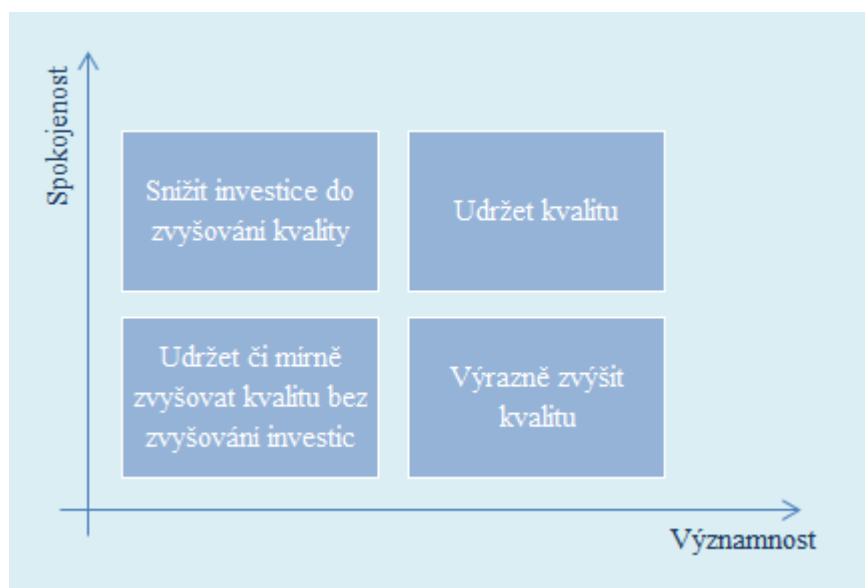 Spokojenost
Snížit investice do
zvyšování kvality
Udržet kvalitu
Udržet či mírně
zvyšovat kvalitu bez
zvyšování investic
Výrazně zvýšit
kvalitu
Významnost